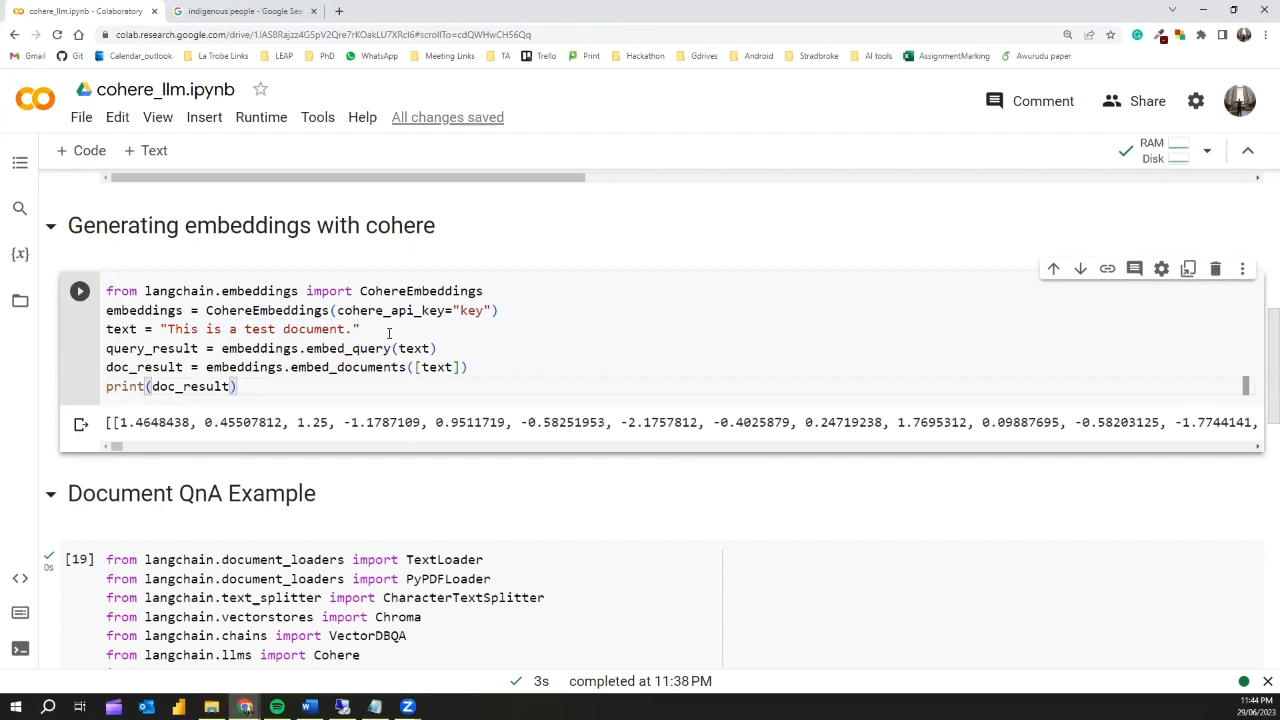 cohere_llm.ipynb - Colaboratory
indigenous people - Google Sea
colab.research.google.com/drive/1JAS8Rajzz4G5pV2Qre7rKOakLU7XRcI6#scrollTo=cdQWHwCH56Qq
Gmail Git Calendar_outlook La Trobe Links LEAP PhD WhatsApp Meeting Links TA Trello Print Hackathon Gdrives Android Stradbroke AI tools AssignmentMarking Awurudu paper
cohere_llm.ipynb
Comment Share
File Edit View Insert Runtime Tools Help All changes saved
+ Code + Text
RAM
Disk
Generating embeddings with cohere
from langchain.embeddings import CohereEmbeddings
embeddings = CohereEmbeddings(cohere_api_key="key")
text = "This is a test document."
query_result = embeddings.embed_query(text)
doc_result = embeddings.embed_documents([text])
print(doc_result)
[[1.4648438, 0.45507812, 1.25, -1.1787109, 0.9511719, -0.58251953, -2.1757812, -0.4025879, 0.24719238, 1.7695312, 0.09887695, -0.58203125, -1.7744141,
Document QnA Example
[19] from langchain.document_loaders import TextLoader
0s
from langchain.document_loaders import PyPDFLoader
from langchain.text_splitter import CharacterTextSplitter
from langchain.vectorstores import Chroma
from langchain.chains import VectorDBQA
from langchain.llms import Cohere
3s completed at 11:38 PM
11:44 PM
29/06/2023